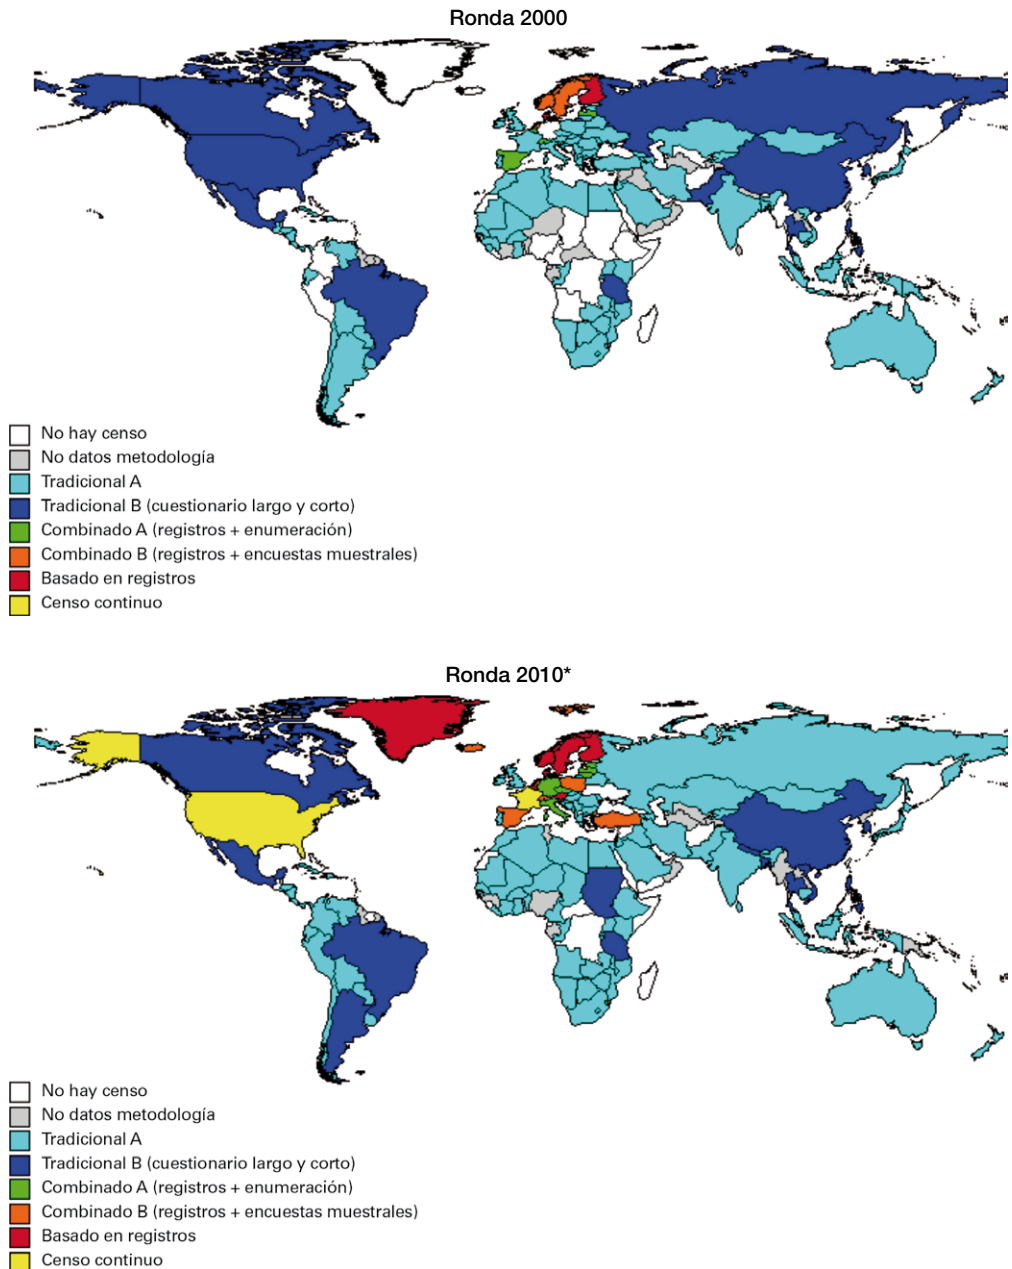 Ronda 2000
No hay censo
No datos metodología
Tradicional A
Tradicional B (cuestionario largo y corto)
Combinado A (registros + enumeración)
Combinado B (registros + encuestas muestrales)
Basado en registros
Censo continuo
Ronda 2010*
No hay censo
No datos metodología
Tradicional A
Tradicional B (cuestionario largo y corto)
Combinado A (registros + enumeración)
Combinado B (registros + encuestas muestrales)
Basado en registros
Censo continuo